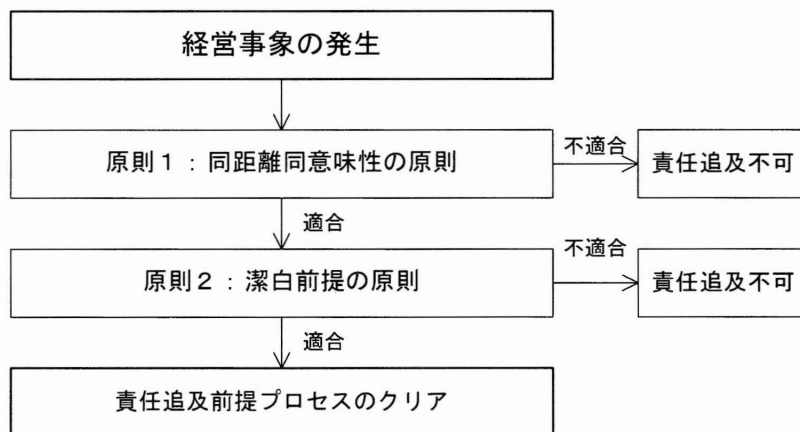 経営事象の発生
原則1：同距離同意味性の原則
不適合
責任追及不可
適合
原則2：潔白前提の原則
不適合
責任追及不可
適合
責任追及前提プロセスのクリア